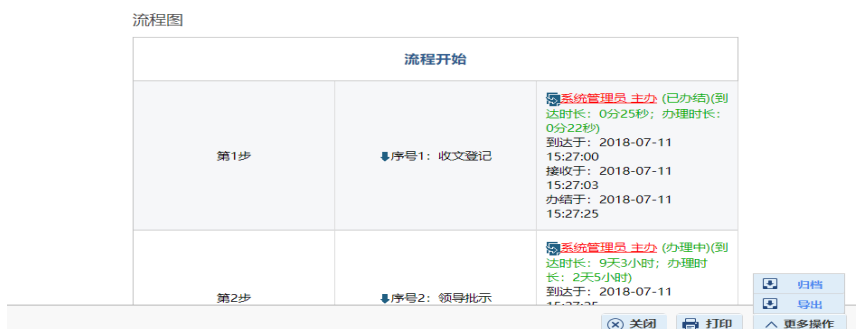 流程图
流程开始
第1步
序号1：收文登记
系统管理员 主办 (已办结)(到
达时长：0分25秒；办理时长：
0分22秒)
到达于：2018-07-11
15:27:00
接收于：2018-07-11
15:27:03
办结于：2018-07-11
15:27:25
第2步
序号2：领导批示
系统管理员 主办 (办理中)(到
达时长：9天3小时；办理时
长：2天5小时)
到达于：2018-07-11
归档
导出
关闭
打印
更多操作